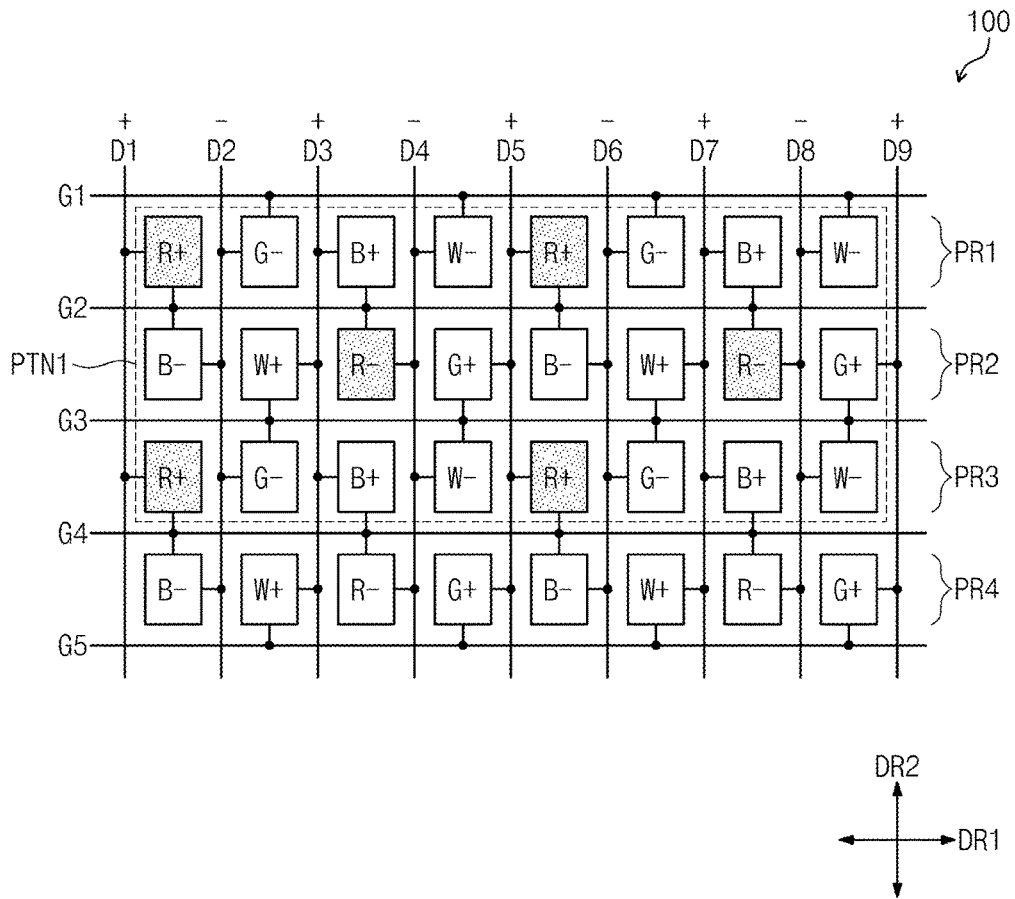 100
+ - + - + - + - +
D1 D2 D3 D4 D5 D6 D7 D8 D9
G1
R+ G- B+ W- R+ G- B+ W- PR1
G2
PTN1 B- W+ R- G+ B- W+ R- G+ PR2
G3
R+ G- B+ W- R+ G- B+ W- PR3
G4
B- W+ R- G+ B- W+ R- G+ PR4
G5
DR2
DR1